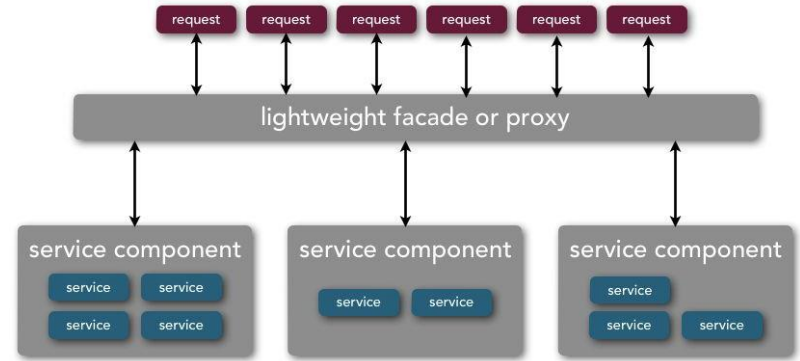 request request request request request request
lightweight facade or proxy
service component service component service component
service service
service service
service service
service
service service